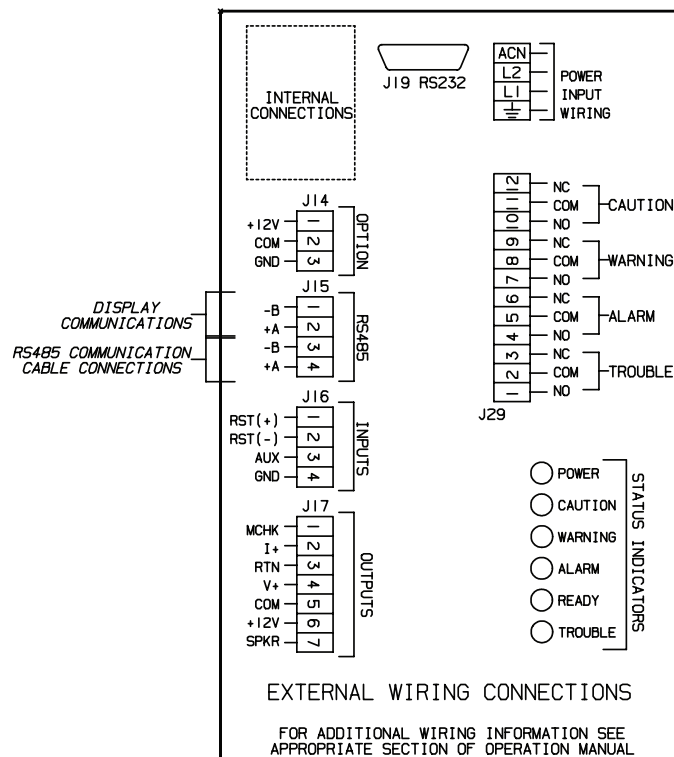 INTERNAL
CONNECTIONS
J19 RS232
ACN
L2
L1
POWER
INPUT
WIRING
J14
+12V 1
COM 2
GND 3
OPTION
J15
-B 1
+A 2
-B 3
+A 4
RS485
DISPLAY
COMMUNICATIONS
RS485 COMMUNICATION
CABLE CONNECTIONS
J16
RST(+) 1
RST(-) 2
AUX 3
GND 4
INPUTS
J17
MCHK 1
I+ 2
RTN 3
V+ 4
COM 5
+12V 6
SPKR 7
OUTPUTS
12 NC
11 COM
10 NO
CAUTION
9 NC
8 COM
7 NO
WARNING
6 NC
5 COM
4 NO
ALARM
3 NC
2 COM
1 NO
TROUBLE
J29
POWER
CAUTION
WARNING
ALARM
READY
TROUBLE
STATUS INDICATORS
EXTERNAL WIRING CONNECTIONS
FOR ADDITIONAL WIRING INFORMATION SEE
APPROPRIATE SECTION OF OPERATION MANUAL